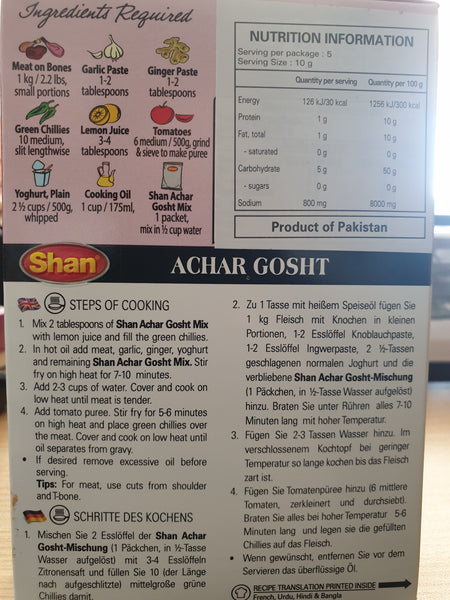 Ingredients Required
Meat on Bones
1 kg / 2.2 lbs,
small portions
Garlic Paste
1-2
tablespoons
Ginger Paste
1-2
tablespoons
Green Chillies
10 medium,
slit lengthwise
Lemon Juice
3-4
tablespoons
Tomatoes
6 medium / 500g, grind
& sieve to make puree
Yoghurt, Plain
2 ½ cups / 500g,
whipped
Cooking Oil
1 cup / 175ml,
Shan Achar
Gosht Mix
1 packet,
mix in ½ cup water
NUTRITION INFORMATION
Serving per package : 5
Serving Size : 10 g
Quantity per serving Quantity per 100 g
Energy 126 kJ/30 kcal 1256 kJ/300 kcal
Protein 1 g 10 g
Fat, total 1 g 10 g
- saturated 0 g 0 g
Carbohydrate 5 g 50 g
- sugars 0 g 0 g
Sodium 800 mg 8000 mg
Product of Pakistan
Shan
ACHAR GOSHT
STEPS OF COOKING
1. Mix 2 tablespoons of Shan Achar Gosht Mix
with lemon juice and fill the green chillies.
2. In hot oil add meat, garlic, ginger, yoghurt
and remaining Shan Achar Gosht Mix. Stir
fry on high heat for 7-10 minutes.
3. Add 2-3 cups of water. Cover and cook on
low heat until meat is tender.
4. Add tomato puree. Stir fry for 5-6 minutes
on high heat and place green chillies over
the meat. Cover and cook on low heat until
oil separates from gravy.
• If desired remove excessive oil before
serving.
Tips: For meat, use cuts from shoulder
and T-bone.
SCHRITTE DES KOCHENS
1. Mischen Sie 2 Esslöffel der Shan Achar
Gosht-Mischung (1 Päckchen, in ½-Tasse
Wasser aufgelöst) mit 3-4 Esslöffeln
Zitronensaft und füllen Sie 10 (der Länge
nach aufgeschlitzte) mittelgroße grüne
Chillies damit.
2. Zu 1 Tasse mit heißem Speiseöl fügen Sie
1 kg Fleisch mit Knochen in kleinen
Portionen, 1-2 Esslöffel Knoblauchpaste,
1-2 Esslöffel Ingwerpaste, 2 ½-Tassen
geschlagenen normalen Joghurt und die
verbliebene Shan Achar Gosht-Mischung
(1 Päckchen, in ½-Tasse Wasser aufgelöst)
hinzu. Braten Sie unter Rühren alles 7-10
Minuten lang mit hoher Temperatur.
3. Fügen Sie 2-3 Tassen Wasser hinzu. Im
verschlossenem Kochtopf bei geringer
Temperatur so lange kochen bis das Fleisch
zart ist.
4. Fügen Sie Tomatenpüree hinzu (6 mittlere
Tomaten, zerkleinert und durchsiebt).
Braten Sie alles bei hoher Temperatur 5-6
Minuten lang und legen sie die gefüllten
Chillies auf das Fleisch.
• Wenn gewünscht, entfernen Sie vor dem
Servieren das überflüssige Öl.
RECIPE TRANSLATION PRINTED INSIDE
French, Urdu, Hindi & Bangla